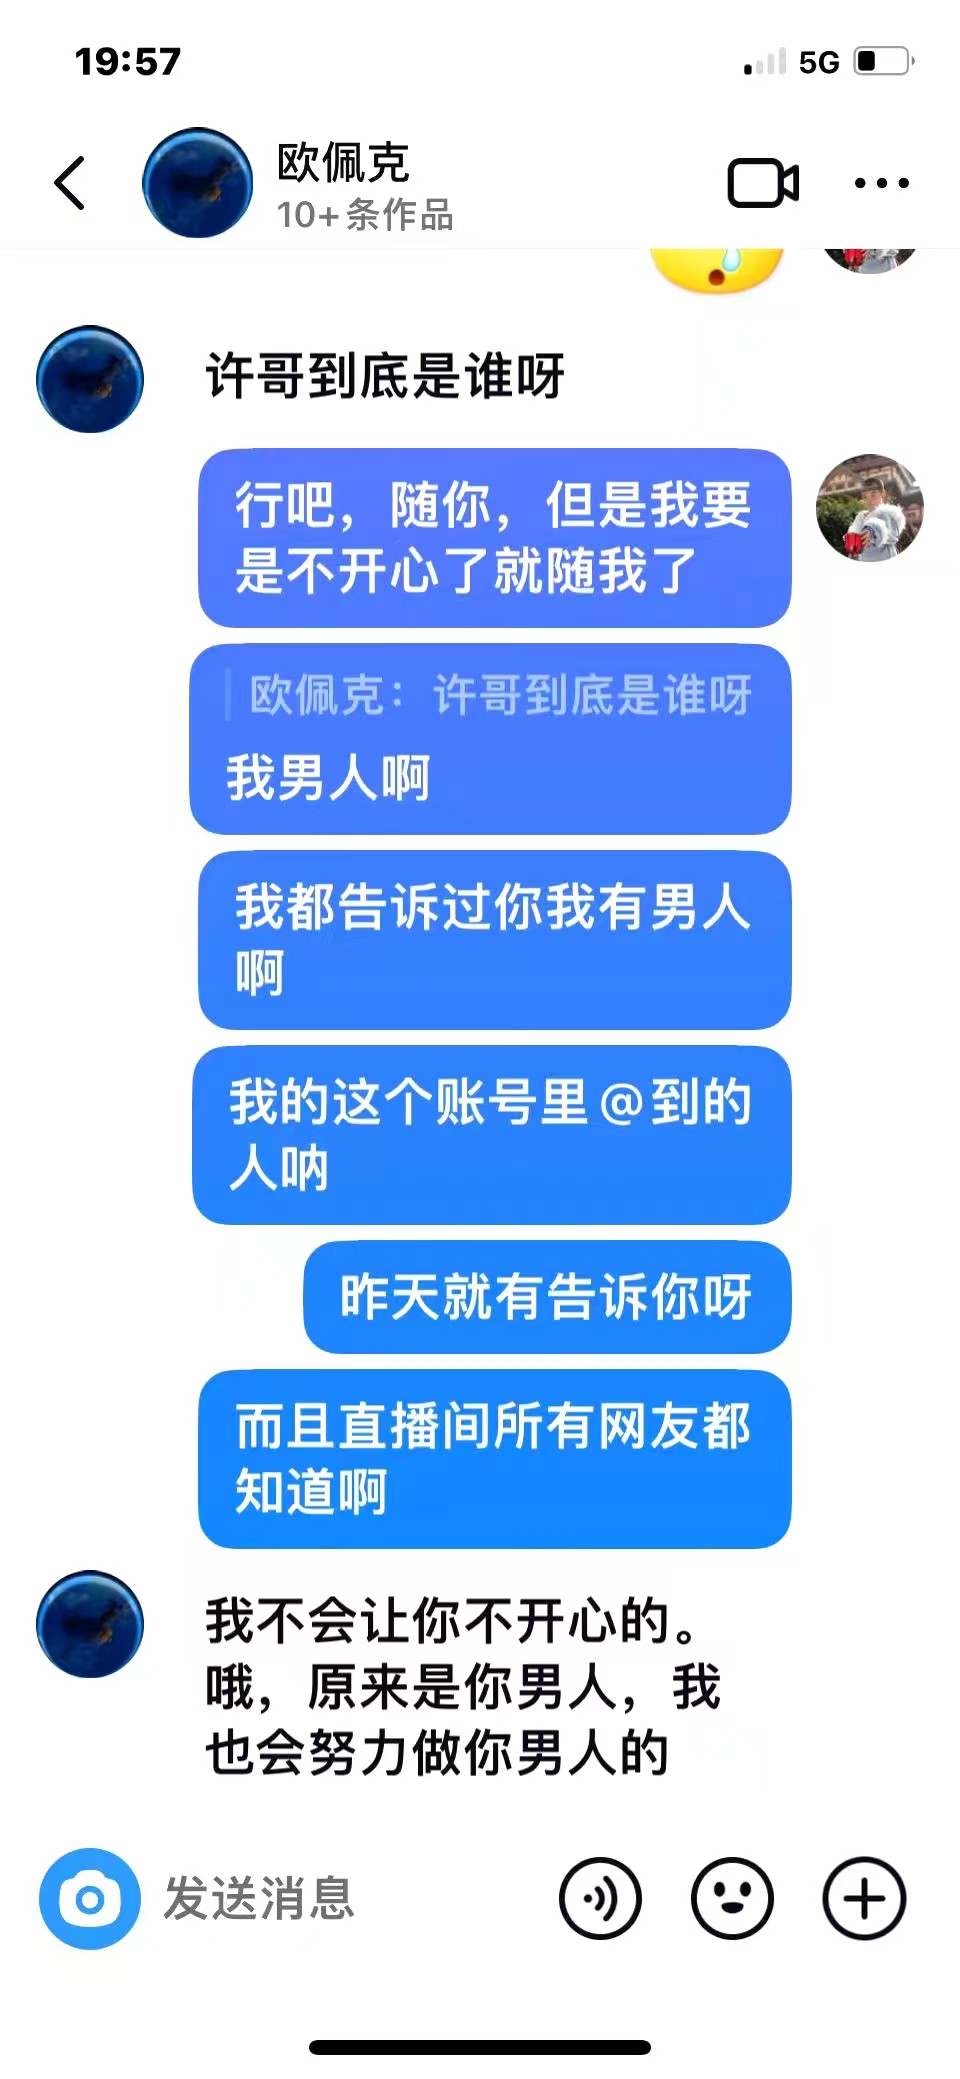 19:57
5G
欧佩克
10+条作品
许哥到底是谁呀
行吧，随你，但是我要
是不开心了就随我了
欧佩克：许哥到底是谁呀
我男人啊
我都告诉过你我有男人
啊
我的这个账号里@到的
人呐
昨天就有告诉你呀
而且直播间所有网友都
知道啊
我不会让你不开心的。
哦，原来是你男人，我
也会努力做你男人的
发送消息